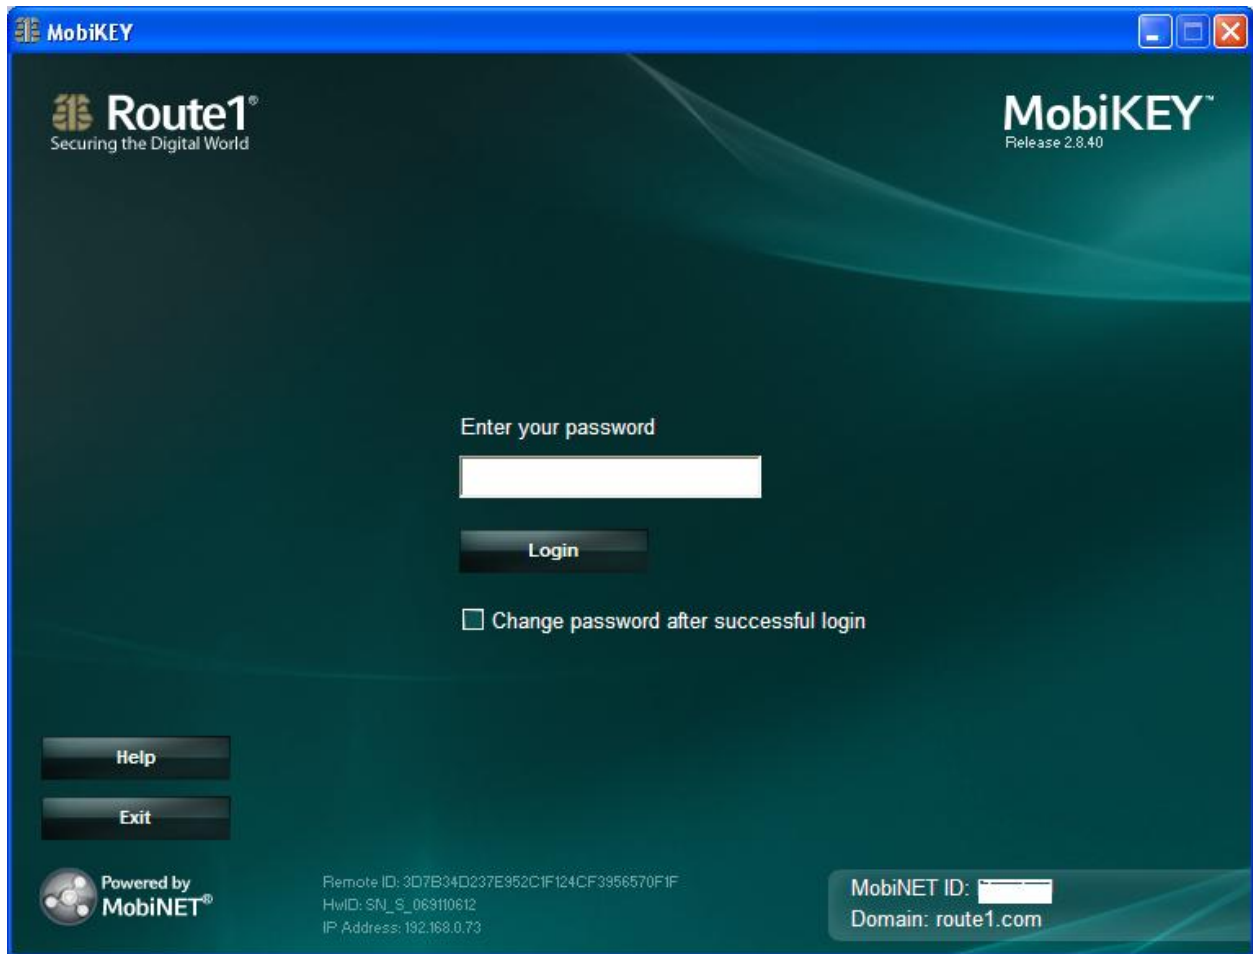 MobiKEY
Route1®
Securing the Digital World
MobiKEY™
Release 2.8.40
Enter your password
Login
Change password after successful login
Help
Exit
Powered by
MobiNET®
Remote ID: 3D7B34D237E952C1F124CF3956570F1F
HwID: SN_S_069110612
IP Address: 192.168.0.73
MobiNET ID:
Domain: route1.com